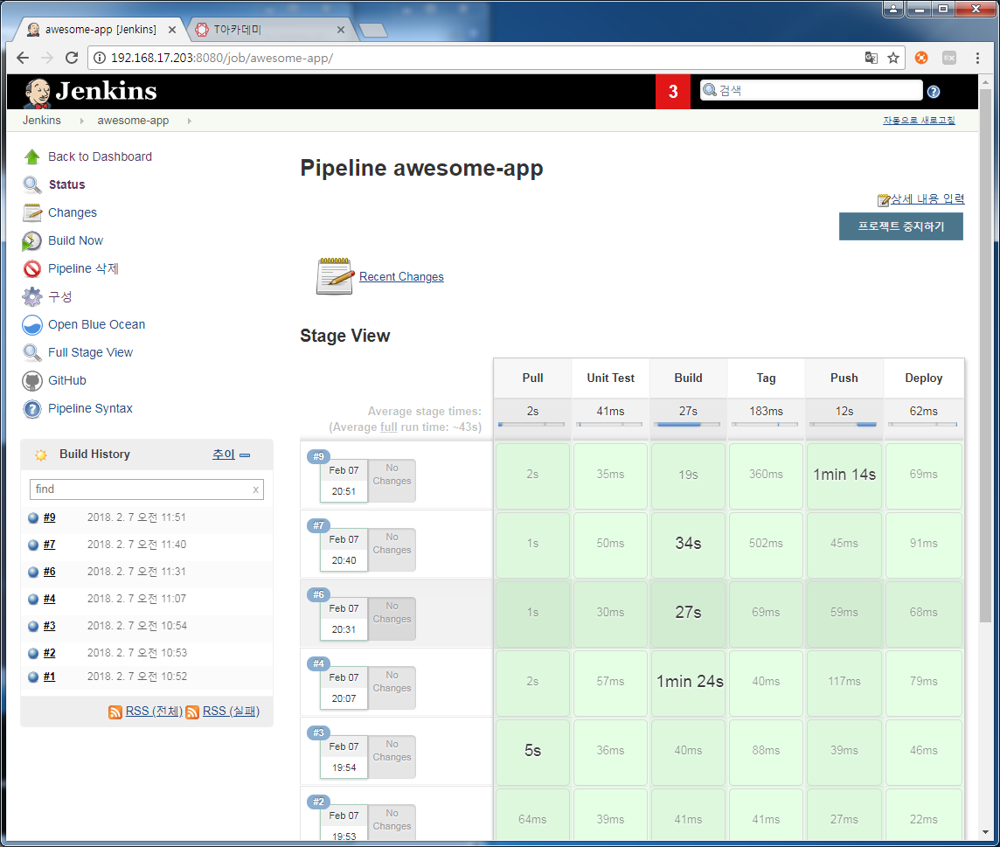 awesome-app [Jenkins]
T아카데미
192.168.17.203:8080/job/awesome-app/
Jenkins
3
검색
Jenkins
awesome-app
자동으로 새로고침
Back to Dashboard
Status
Changes
Build Now
Pipeline 삭제
구성
Open Blue Ocean
Full Stage View
GitHub
Pipeline Syntax
Build History
추이
find
x
#9 2018. 2. 7 오전 11:51
#7 2018. 2. 7 오전 11:40
#6 2018. 2. 7 오전 11:31
#4 2018. 2. 7 오전 11:07
#3 2018. 2. 7 오전 10:54
#2 2018. 2. 7 오전 10:53
#1 2018. 2. 7 오전 10:52
RSS (전체) RSS (실패)
Pipeline awesome-app
상세 내용 입력
프로젝트 중지하기
Recent Changes
Stage View
Pull Unit Test Build Tag Push Deploy
Average stage times:
(Average full run time: ~43s)
2s 41ms 27s 183ms 12s 62ms
#9
Feb 07
20:51
No
Changes
2s 35ms 19s 360ms 1min 14s 69ms
#7
Feb 07
20:40
No
Changes
1s 50ms 34s 502ms 45ms 91ms
#6
Feb 07
20:31
No
Changes
1s 30ms 27s 69ms 59ms 68ms
#4
Feb 07
20:07
No
Changes
2s 57ms 1min 24s 40ms 117ms 79ms
#3
Feb 07
19:54
No
Changes
5s 36ms 40ms 88ms 39ms 46ms
#2
Feb 07
19:53
No
Changes
64ms 39ms 41ms 41ms 27ms 22ms